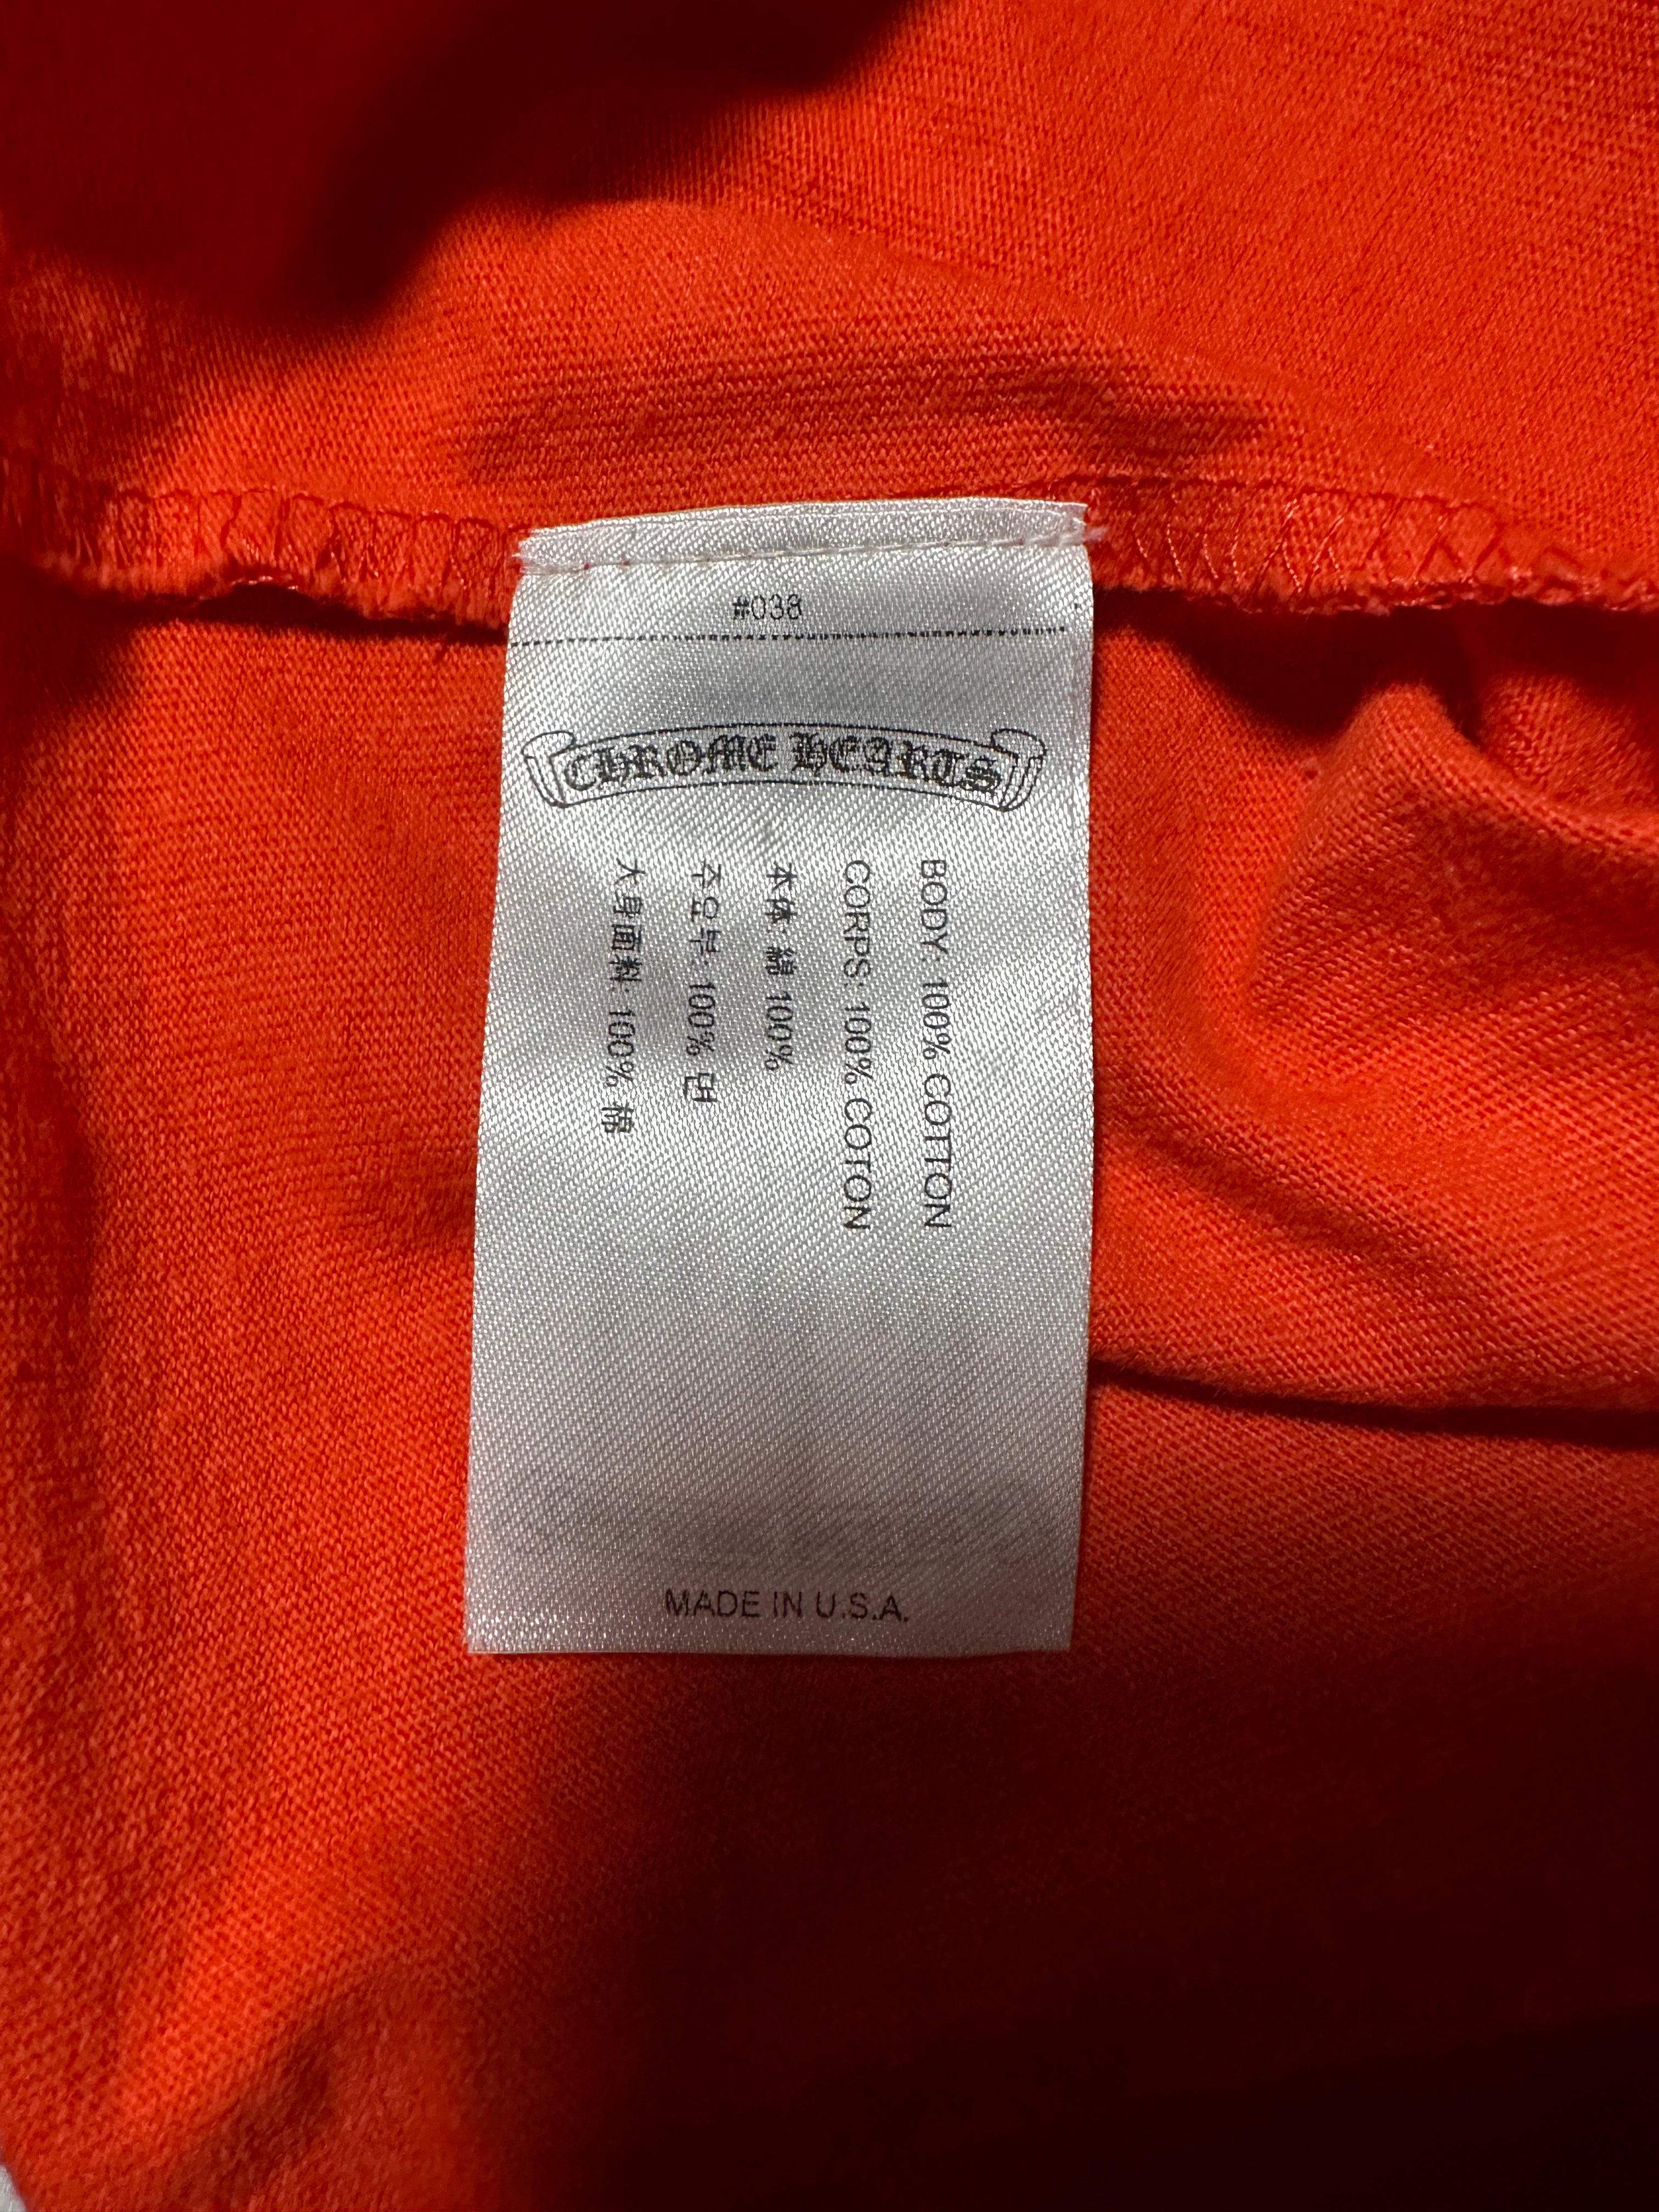 #038
CHROME HEARTS
BODY: 100% COTTON
CORPS: 100% COTON
本体 綿 100%
주요부: 100% 면
大身面料: 100% 棉
MADE IN U.S.A.